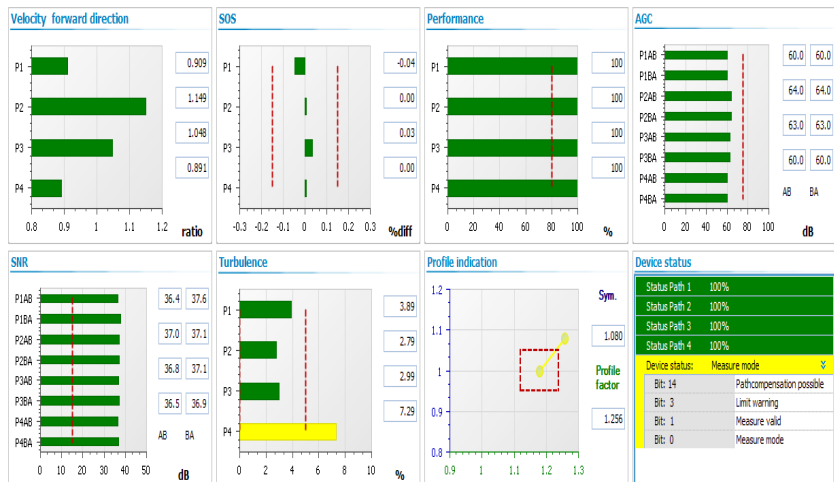 Velocity forward direction
P1
P2
P3
P4
0.909
1.149
1.048
0.891
0.8 0.9 1 1.1 1.2
ratio
SOS
P1
P2
P3
P4
-0.04
0.00
0.03
0.00
-0.3 -0.2 -0.1 0 0.1 0.2 0.3
%diff
Performance
P1
P2
P3
P4
100
100
100
100
0 20 40 60 80 100
%
AGC
P1AB
P1BA
P2AB
P2BA
P3AB
P3BA
P4AB
P4BA
60.0 60.0
64.0 64.0
63.0 63.0
60.0 60.0
AB BA
0 20 40 60 80 100
dB
SNR
P1AB
P1BA
P2AB
P2BA
P3AB
P3BA
P4AB
P4BA
36.4 37.6
37.0 37.1
36.8 37.1
36.5 36.9
AB BA
0 10 20 30 40 50
dB
Turbulence
P1
P2
P3
P4
3.89
2.79
2.99
7.29
0 2 4 6 8 10
%
Profile indication
1.2
1.1
1
0.9
0.8
0.9 1 1.1 1.2 1.3
Sym.
1.080
Profile
factor
1.256
Device status
Status Path 1 100%
Status Path 2 100%
Status Path 3 100%
Status Path 4 100%
Device status: Measure mode
Bit: 14 Pathcompensation possible
Bit: 3 Limit warning
Bit: 1 Measure valid
Bit: 0 Measure mode